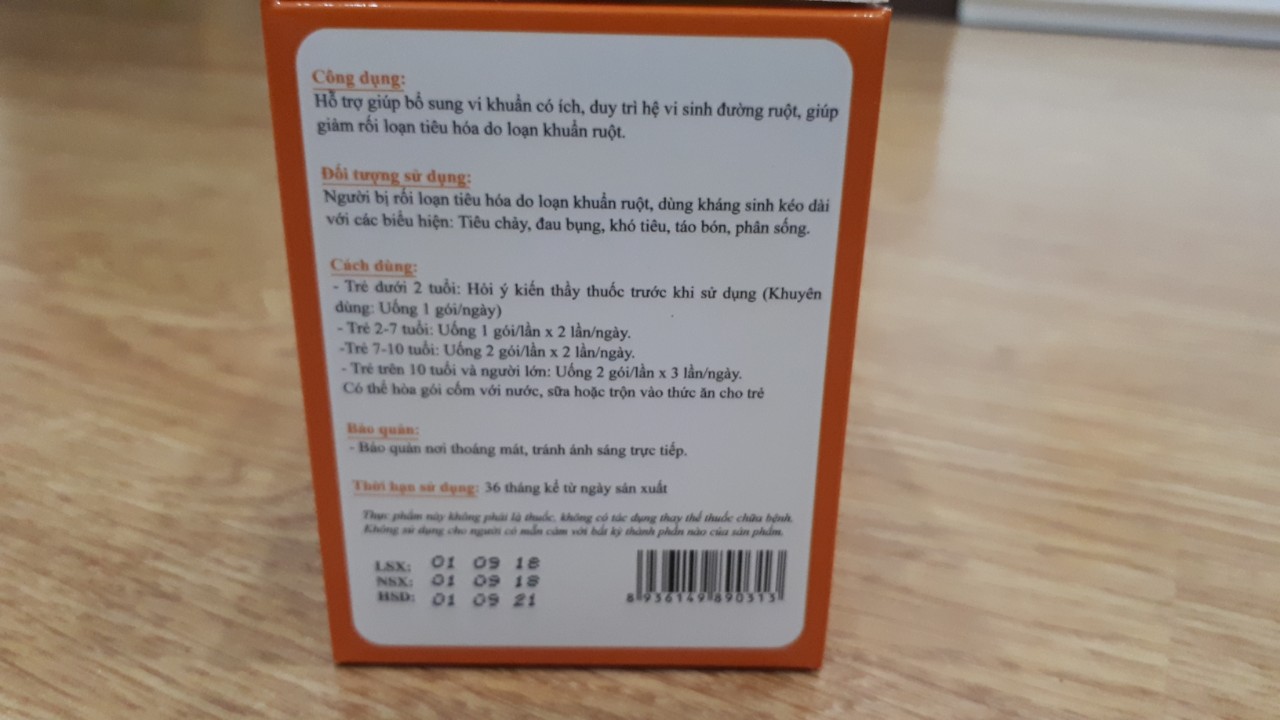 Công dụng:
Hỗ trợ giúp bổ sung vi khuẩn có ích, duy trì hệ vi sinh đường ruột, giúp
giảm rối loạn tiêu hóa do loạn khuẩn ruột.
Đối tượng sử dụng:
Người bị rối loạn tiêu hóa do loạn khuẩn ruột, dùng kháng sinh kéo dài
với các biểu hiện: Tiêu chảy, đau bụng, khó tiêu, táo bón, phân sống.
Cách dùng:
- Trẻ dưới 2 tuổi: Hỏi ý kiến thầy thuốc trước khi sử dụng (Khuyên
dùng: Uống 1 gói/ngày)
- Trẻ 2-7 tuổi: Uống 1 gói/lần x 2 lần/ngày.
-Trẻ 7-10 tuổi: Uống 2 gói/lần x 2 lần/ngày.
- Trẻ trên 10 tuổi và người lớn: Uống 2 gói/lần x 3 lần/ngày.
Có thể hòa gói cốm với nước, sữa hoặc trộn vào thức ăn cho trẻ
Bảo quản:
- Bảo quản nơi thoáng mát, tránh ánh sáng trực tiếp.
Thời hạn sử dụng: 36 tháng kể từ ngày sản xuất
Thực phẩm này không phải là thuốc, không có tác dụng thay thế thuốc chữa bệnh.
Không sử dụng cho người có mẫn cảm với bất kỳ thành phần nào của sản phẩm.
LSX: 01 09 18
NSX: 01 09 18
HSD: 01 09 21
8 936149 890313